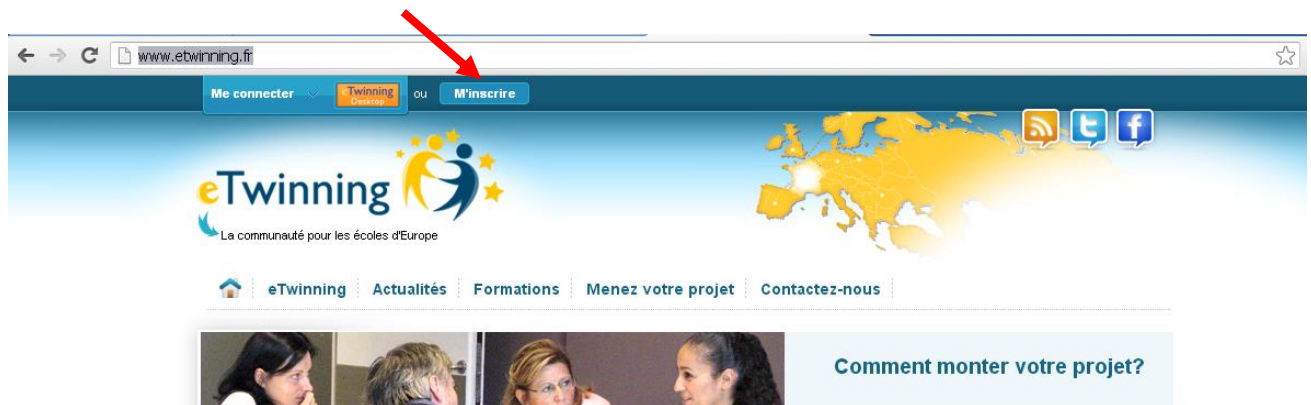 www.etwinning.fr
Me connecter eTwinning Desktop ou M'inscrire
eTwinning
La communauté pour les écoles d'Europe
eTwinning Actualités Formations Menez votre projet Contactez-nous
Comment monter votre projet?